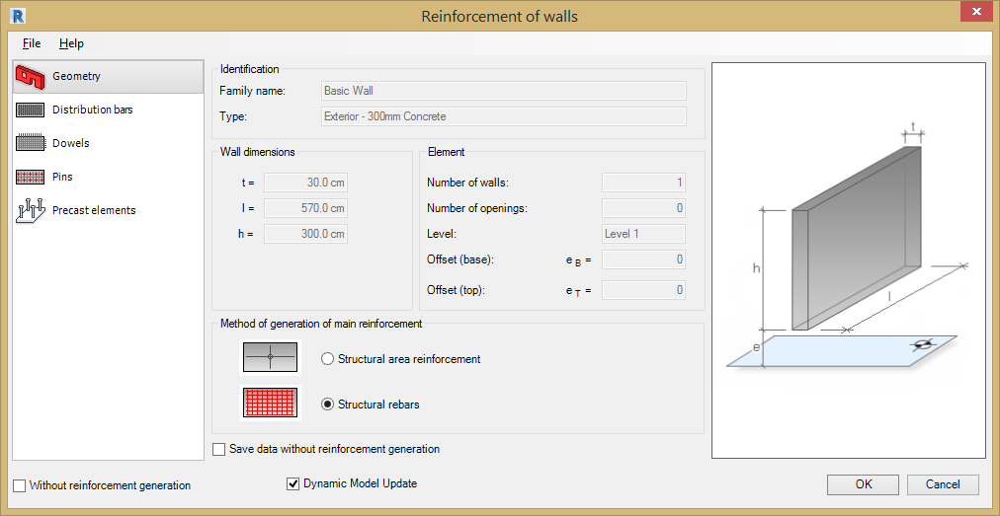 Reinforcement of walls
File Help
Geometry
Distribution bars
Dowels
Pins
Precast elements
Identification
Family name: Basic Wall
Type: Exterior - 300mm Concrete
Wall dimensions
t = 30.0 cm
l = 570.0 cm
h = 300.0 cm
Element
Number of walls: 1
Number of openings: 0
Level: Level 1
Offset (base): e B = 0
Offset (top): e T = 0
Method of generation of main reinforcement
Structural area reinforcement
Structural rebars
Save data without reinforcement generation
Without reinforcement generation
Dynamic Model Update
t
h
l
e
OK Cancel